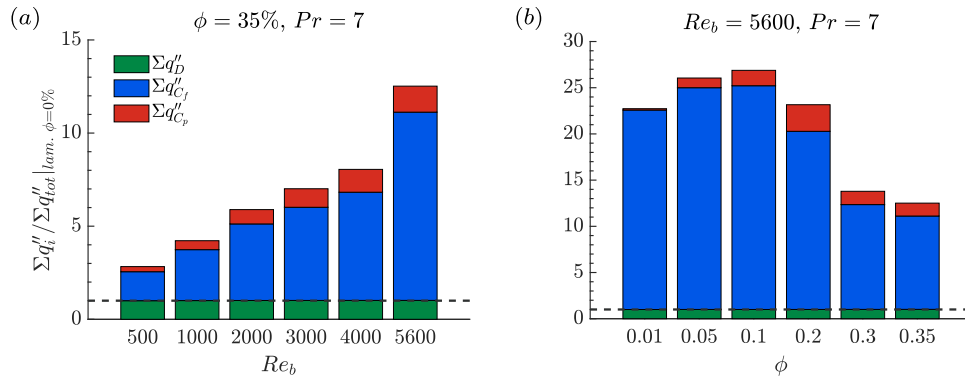 (a)
ϕ = 35%, Pr = 7
15
10
5
0
Σq''_i/Σq''_tot|_lam. ϕ=0%
Σq''_D
Σq''_{C_f}
Σq''_{C_p}
500 1000 2000 3000 4000 5600
Re_b
(b)
Re_b = 5600, Pr = 7
30
25
20
15
10
5
0
0.01 0.05 0.1 0.2 0.3 0.35
ϕ